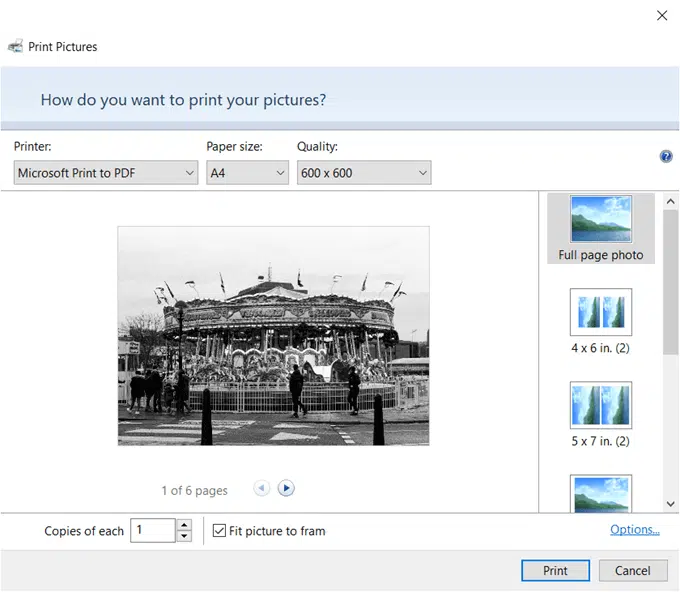 Print Pictures
How do you want to print your pictures?
Printer: Paper size: Quality:
Microsoft Print to PDF A4 600 x 600
Full page photo
4 x 6 in. (2)
5 x 7 in. (2)
1 of 6 pages
Copies of each 1 Fit picture to fram Options...
Print Cancel